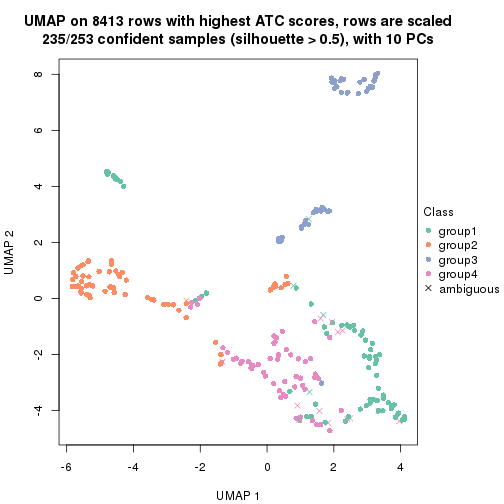 UMAP on 8413 rows with highest ATC scores, rows are scaled
235/253 confident samples (silhouette > 0.5), with 10 PCs
8
6
4
2
0
-2
-4
UMAP 2
-6
-4
-2
0
2
4
UMAP 1
Class
group1
group2
group3
group4
ambiguous